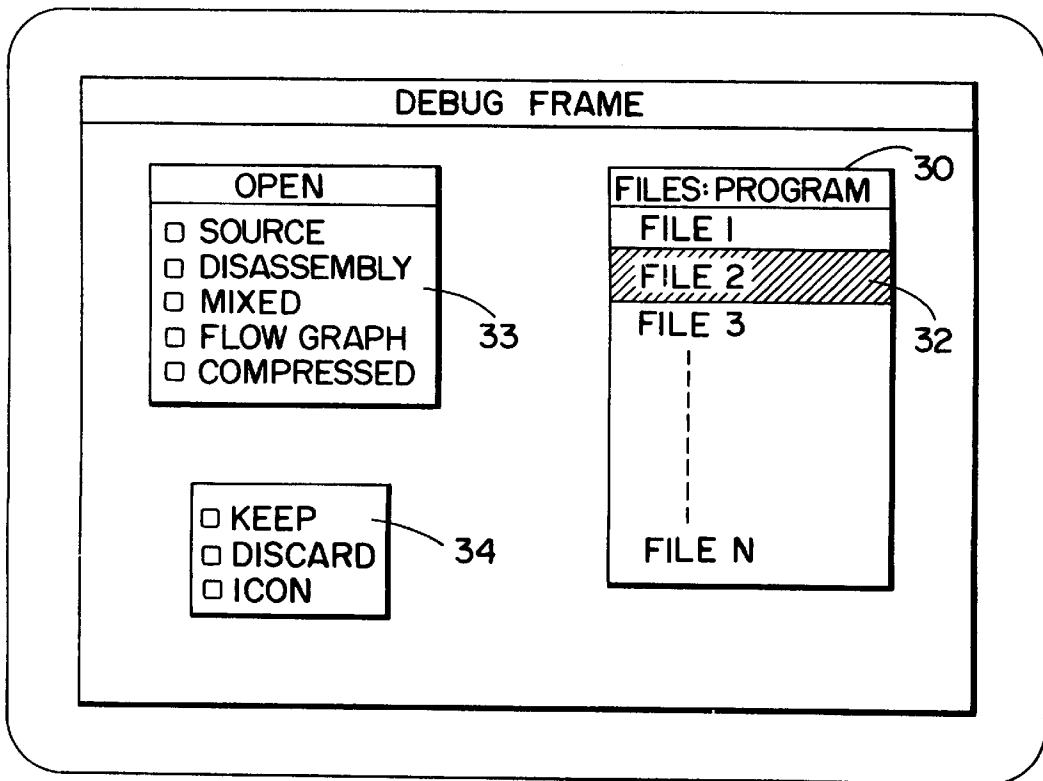 DEBUG FRAME
OPEN
SOURCE
DISASSEMBLY
MIXED
FLOW GRAPH
COMPRESSED
33
KEEP
DISCARD
ICON
34
30
FILES: PROGRAM
FILE 1
FILE 2
FILE 3
FILE N
32